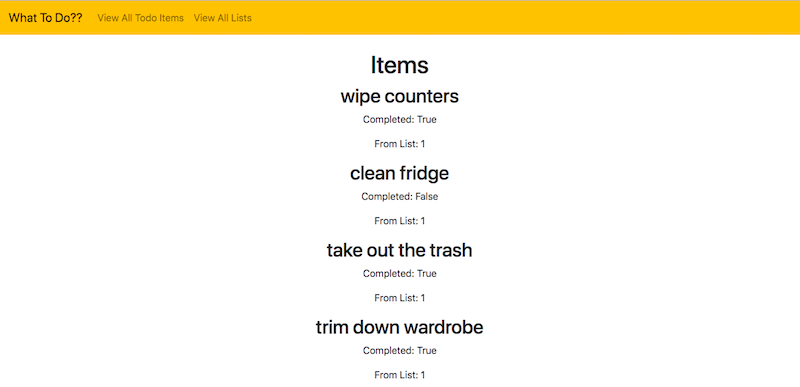 What To Do?? View All Todo Items View All Lists
Items
wipe counters
Completed: True
From List: 1
clean fridge
Completed: False
From List: 1
take out the trash
Completed: True
From List: 1
trim down wardrobe
Completed: True
From List: 1